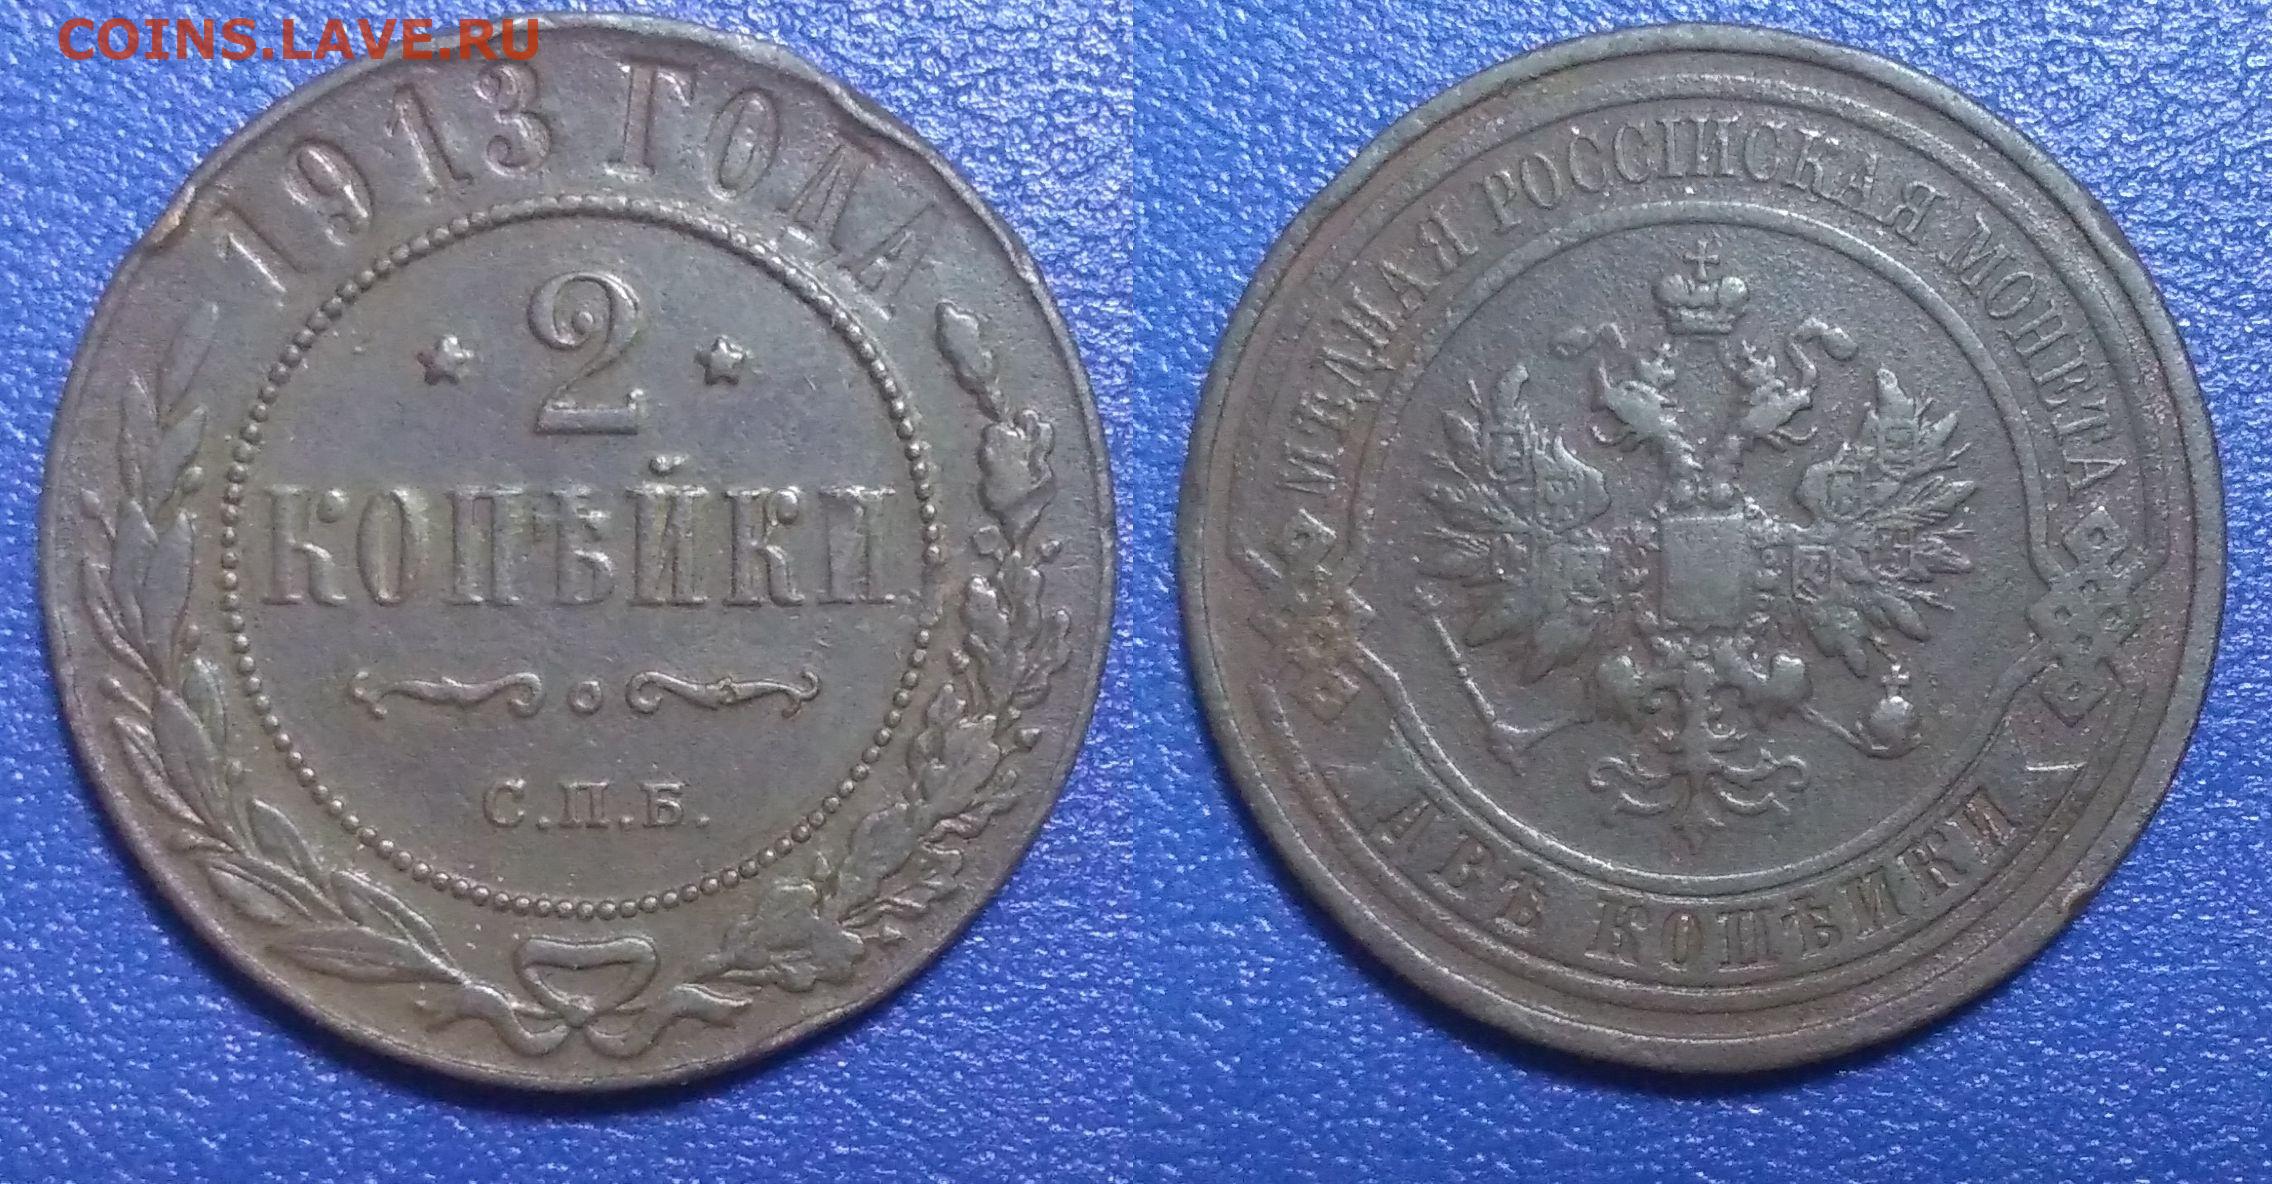 COINS.LAVE.RU
1913 ГОДА
2
КОПѢЙКИ
С.П.Б.
МѢДНАЯ РОССІЙСКАЯ МОНЕТА
ДВѢ КОПѢЙКИ